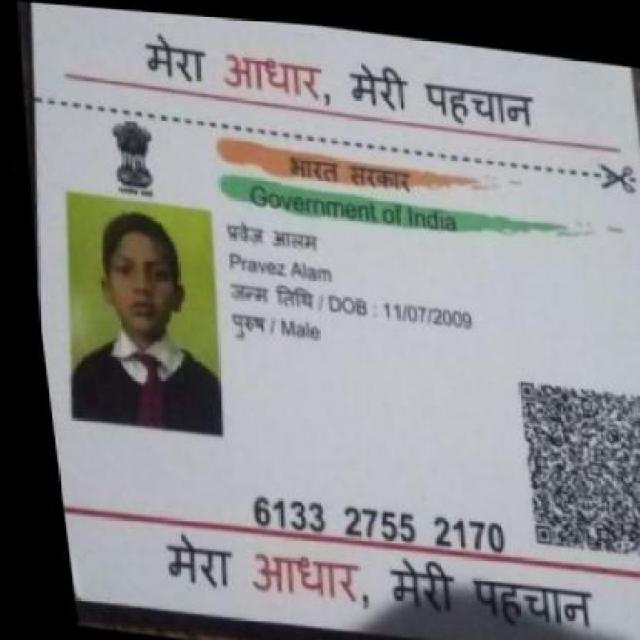 मेरा आधार, मेरी पहचान
भारत सरकार
Government of India
प्रवेज़ आलम
Pravez Alam
जन्म तिथि / DOB : 11/07/2009
पुरुष / Male
6133 2755 2170
मेरा आधार, मेरी पहचान